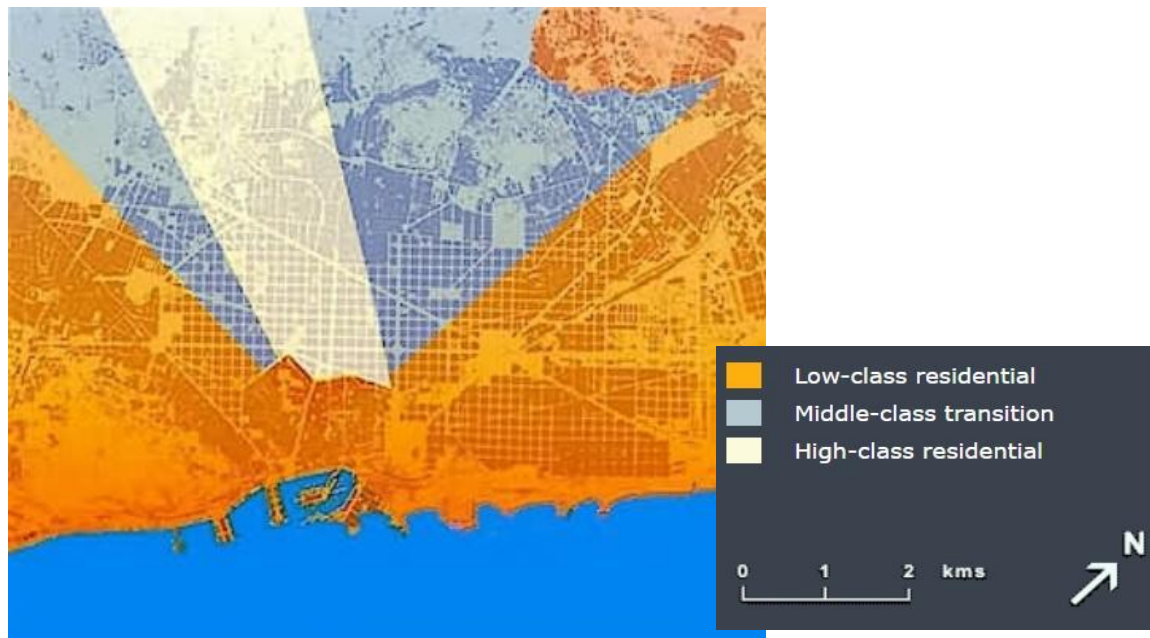 Low-class residential
Middle-class transition
High-class residential
N
0 1 2 kms